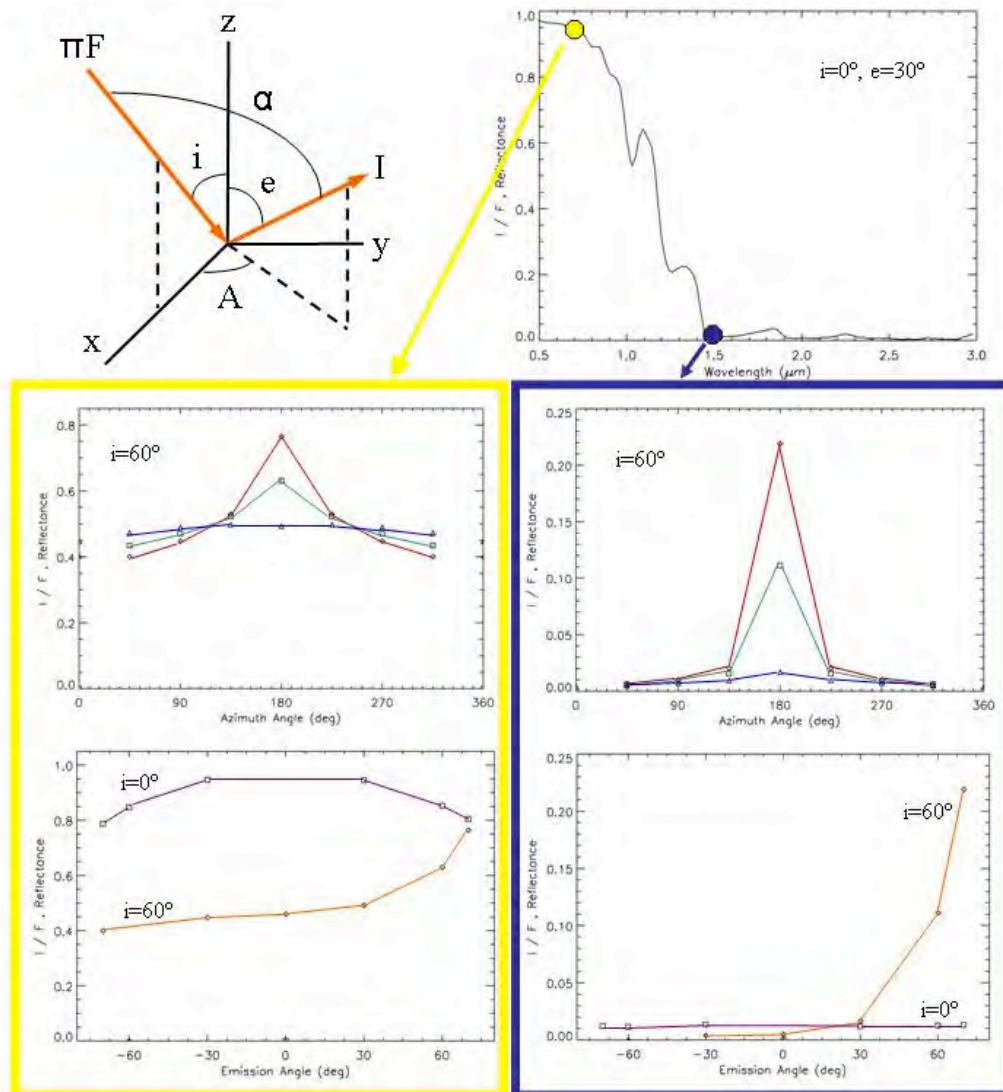 z
πF
α
i
e
I
y
A
x
i=0°, e=30°
I / F , Reflectance
1.0
0.8
0.6
0.4
0.2
0.0
0.5 1.0 1.5 2.0 2.5 3.0
Wavelength (μm)
i=60°
I / F , Reflectance
0.8
0.6
0.4
0.2
0.0
0 90 180 270 360
Azimuth Angle (deg)
i=60°
I / F , Reflectance
0.25
0.20
0.15
0.10
0.05
0.00
0 90 180 270 360
Azimuth Angle (deg)
i=0°
i=60°
I / F , Reflectance
1.0
0.8
0.6
0.4
0.2
0.0
-60 -30 0 30 60
Emission Angle (deg)
i=60°
i=0°
I / F , Reflectance
0.25
0.20
0.15
0.10
0.05
0.00
-60 -30 0 30 60
Emission Angle (deg)